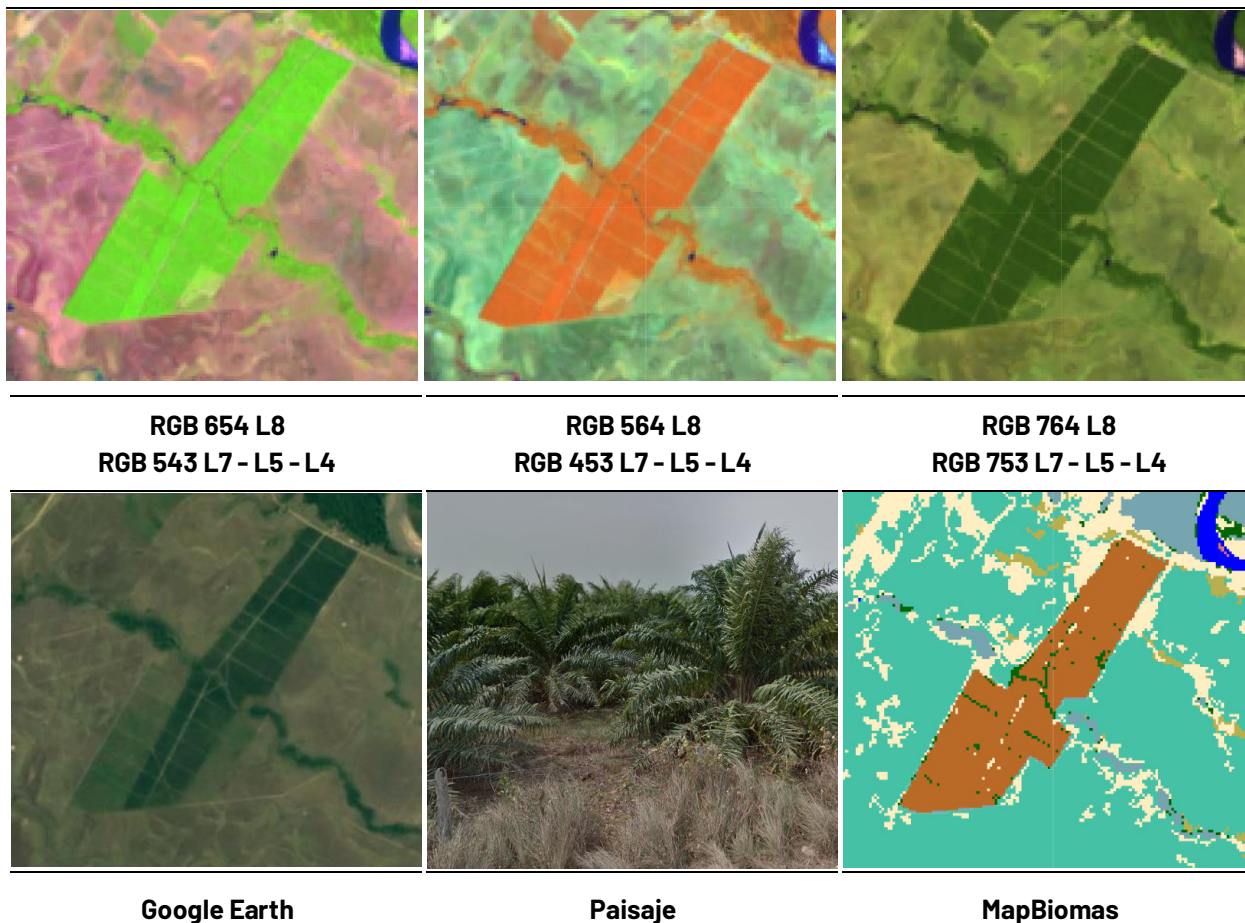 RGB 654 L8
RGB 564 L8
RGB 764 L8
RGB 543 L7 - L5 - L4
RGB 453 L7 - L5 - L4
RGB 753 L7 - L5 - L4
Google Earth
Paisaje
MapBiomas